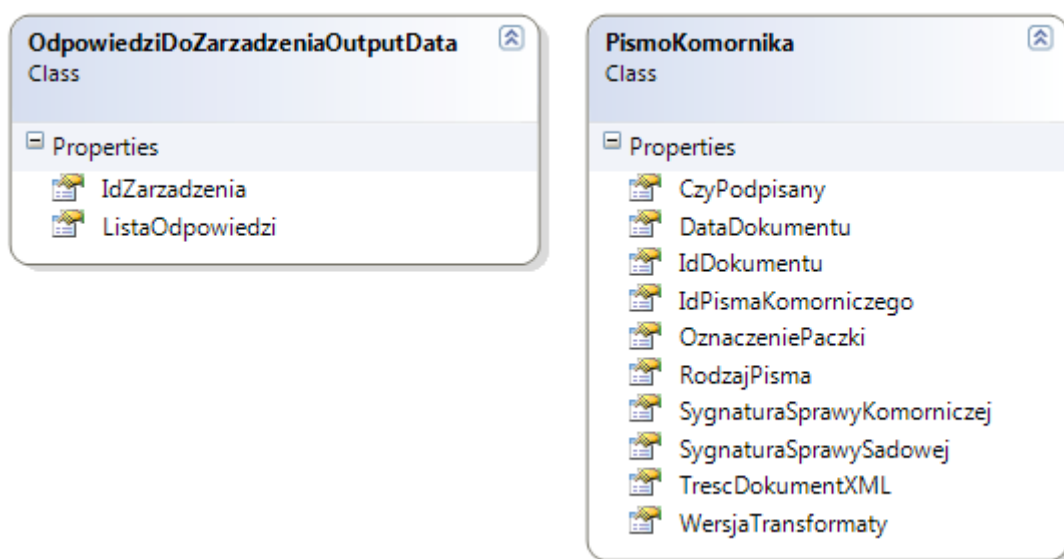 OdpowiedziDoZarzadzeniaOutputData
Class
Properties
IdZarzadzenia
ListaOdpowiedzi
PismoKomornika
Class
Properties
CzyPodpisany
DataDokumentu
IdDokumentu
IdPismaKomorniczego
OznaczeniePaczki
RodzajPisma
SygnaturaSprawyKomorniczej
SygnaturaSprawySadowej
TrescDokumentXML
WersjaTransformaty